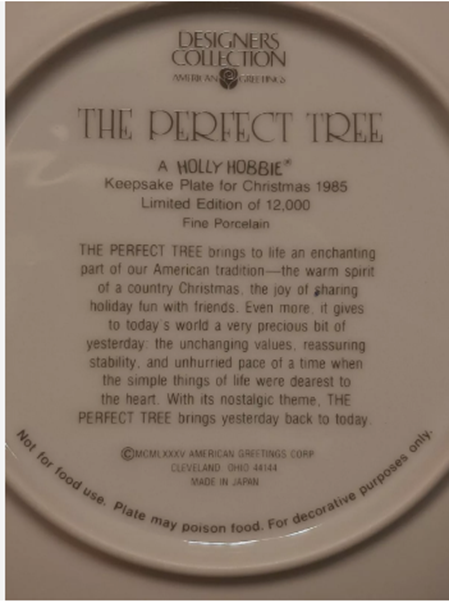 DESIGNERS
COLLECTION
AMERICAN GREETINGS
THE PERFECT TREE
A HOLLY HOBBIE®
Keepsake Plate for Christmas 1985
Limited Edition of 12,000
Fine Porcelain
THE PERFECT TREE brings to life an enchanting
part of our American tradition—the warm spirit
of a country Christmas, the joy of sharing
holiday fun with friends. Even more, it gives
to today's world a very precious bit of
yesterday: the unchanging values, reassuring
stability, and unhurried pace of a time when
the simple things of life were dearest to
the heart. With its nostalgic theme, THE
PERFECT TREE brings yesterday back to today.
©MCMLXXXV AMERICAN GREETINGS CORP.
CLEVELAND, OHIO 44144
MADE IN JAPAN
Not for food use. Plate may poison food. For decorative purposes only.